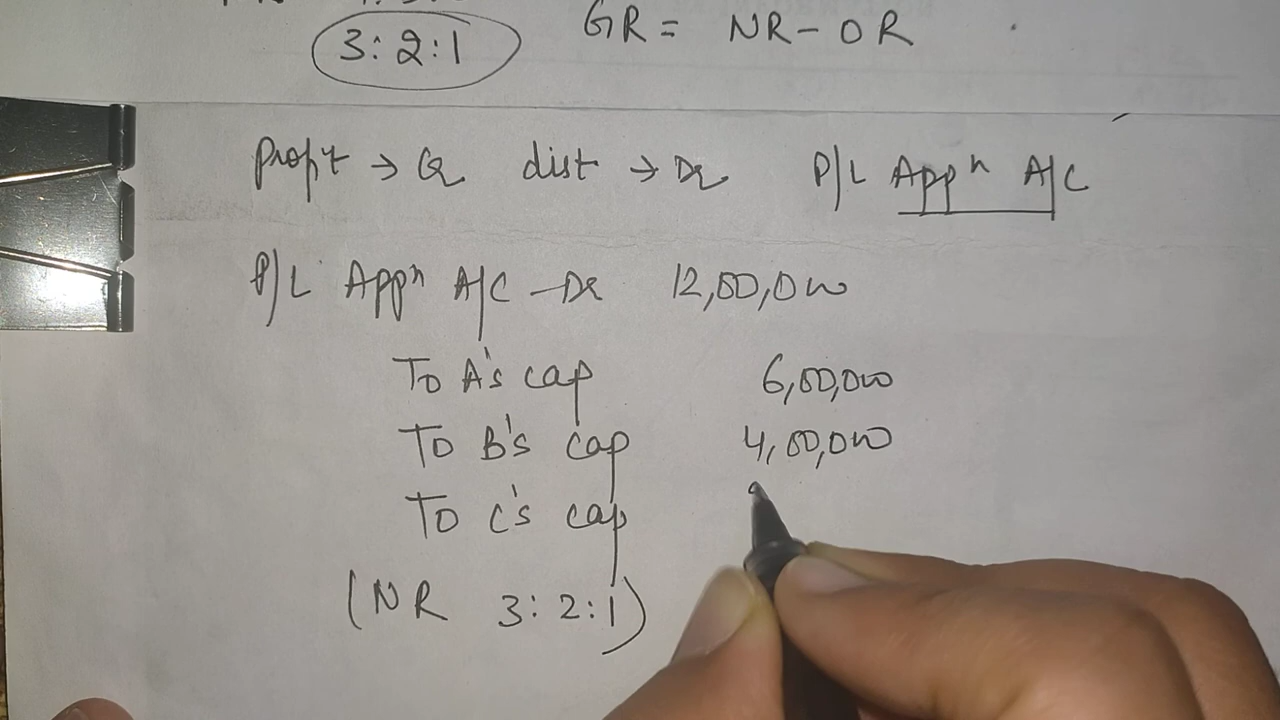 3:2:1 GR = NR - OR
Profit → Cr dist → Dr P/L Appn A/C
P/L Appn A/C - Dr 12,00,000
To A's cap 6,00,000
To B's cap 4,00,000
To C's cap
(NR 3:2:1)